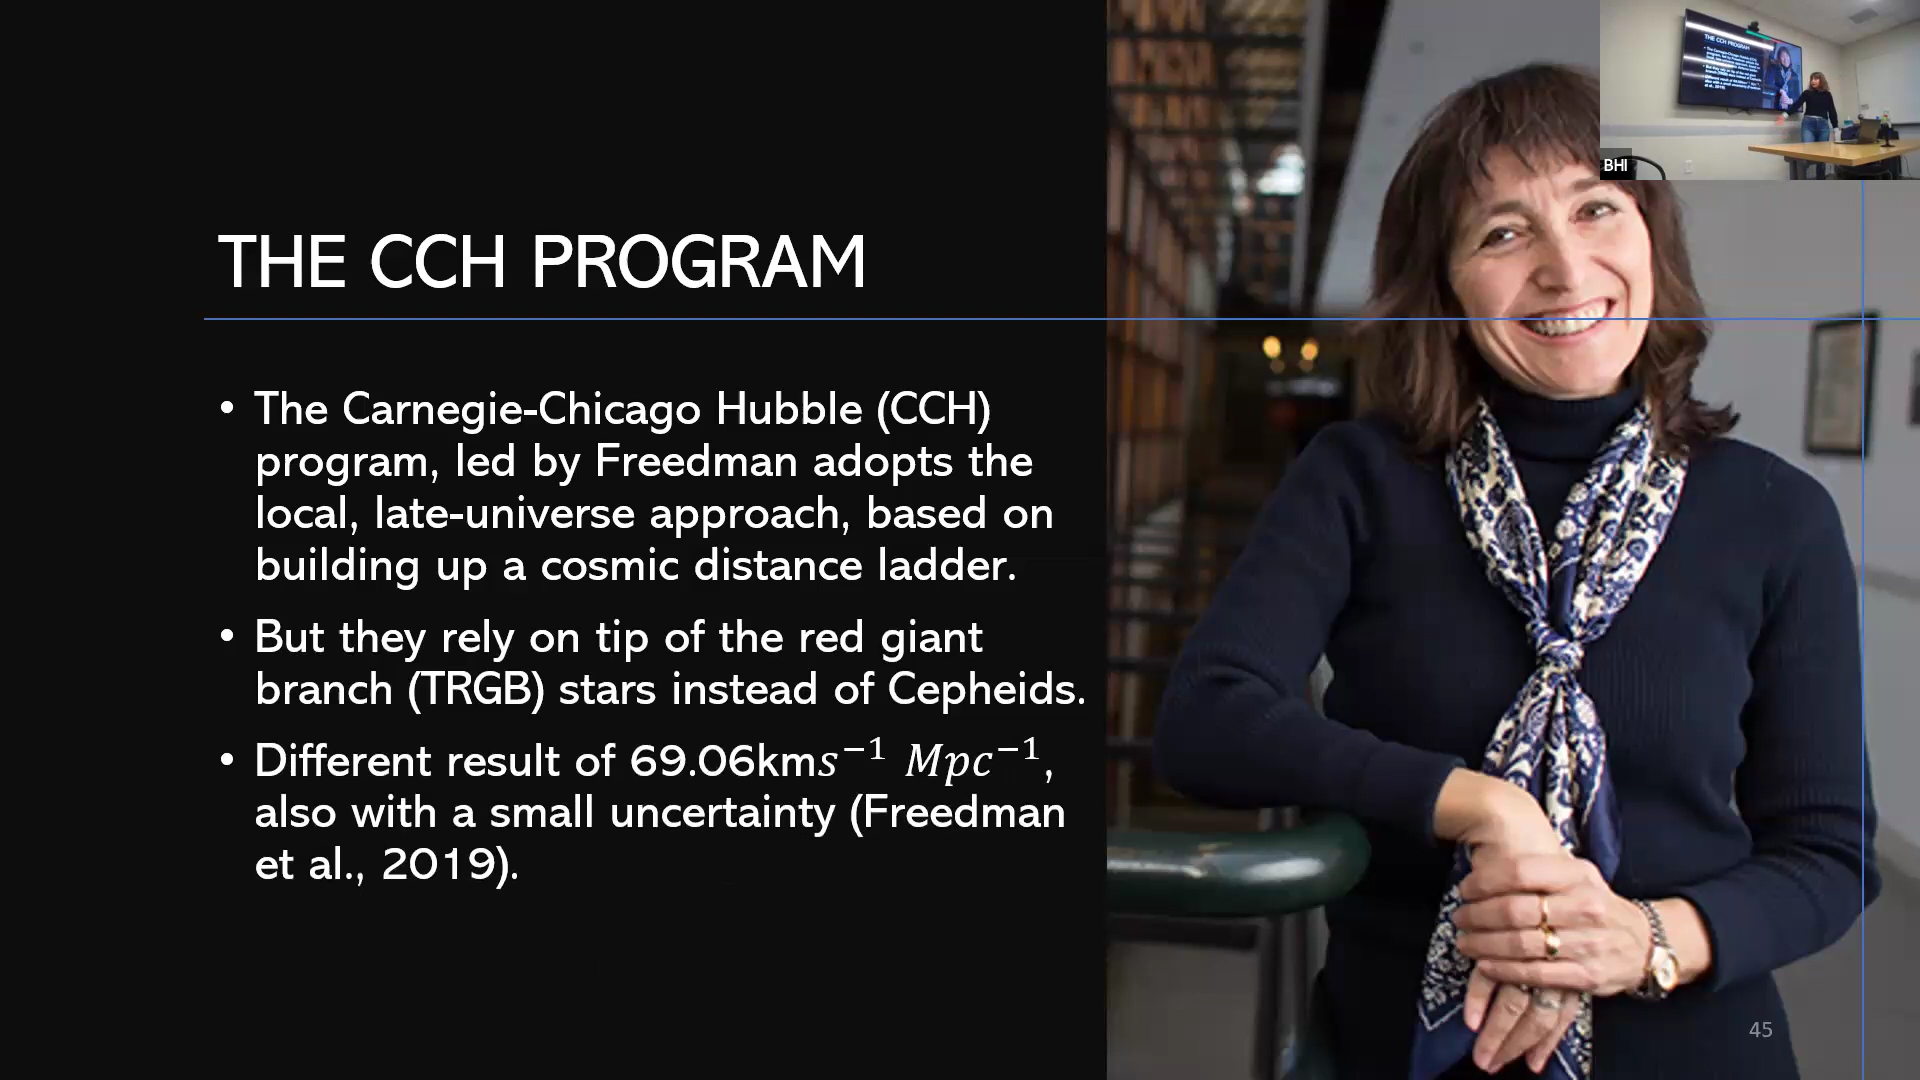 THE CCH PROGRAM
• The Carnegie-Chicago Hubble (CCH)
program, led by Freedman adopts the
local, late-universe approach, based on
building up a cosmic distance ladder.
• But they rely on tip of the red giant
branch (TRGB) stars instead of Cepheids.
• Different result of 69.06kms⁻¹ Mpc⁻¹,
also with a small uncertainty (Freedman
et al., 2019).
THE CCH PROGRAM
BHI
45